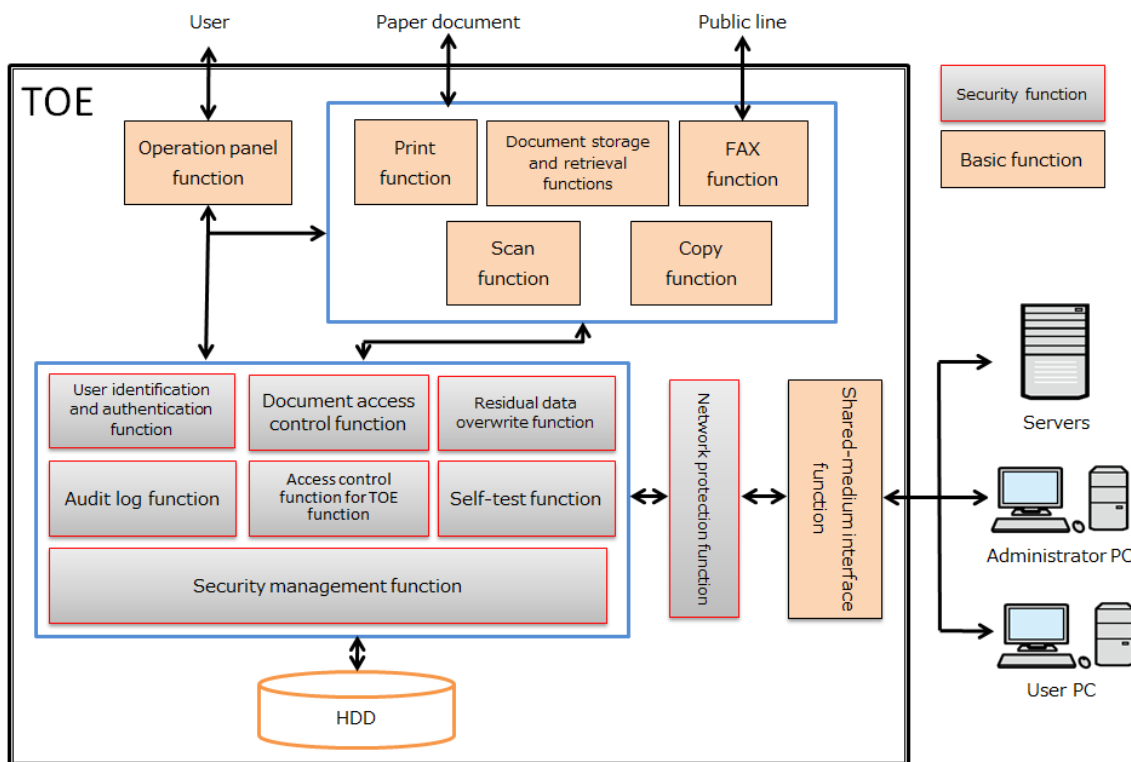 User
Paper document
Public line
TOE
Security function
Basic function
Operation panel
function
Print
function
Document storage
and retrieval
functions
FAX
function
Scan
function
Copy
function
User identification
and authentication
function
Document access
control function
Residual data
overwrite function
Audit log function
Access control
function for TOE
function
Self-test function
Security management function
Network protection function
Shared-medium interface
function
Servers
Administrator PC
User PC
HDD